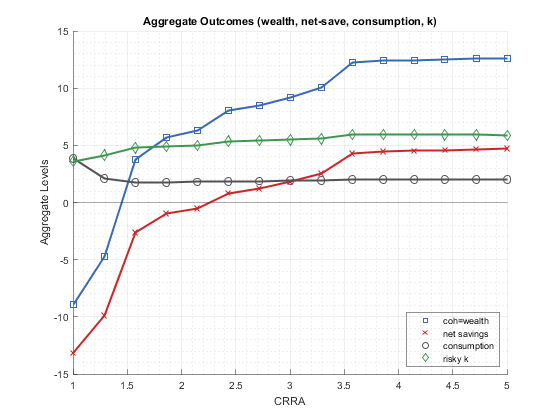 Aggregate Outcomes (wealth, net-save, consumption, k)
15
10
5
0
-5
-10
-15
Aggregate Levels
1
1.5
2
2.5
3
3.5
4
4.5
5
CRRA
coh=wealth
net savings
consumption
risky k